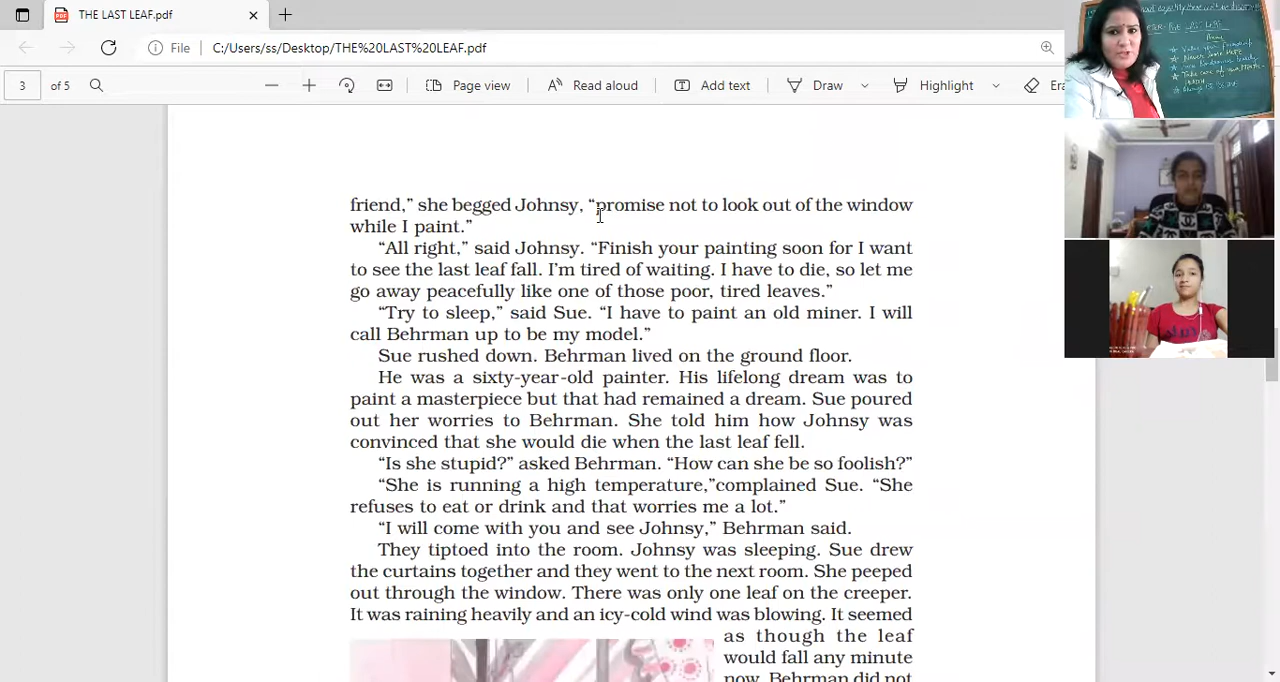 THE LAST LEAF.pdf
File
C:/Users/ss/Desktop/THE%20LAST%20LEAF.pdf
3 of 5
Page view
Read aloud
Add text
Draw
Highlight
Era
friend,” she begged Johnsy, “promise not to look out of the window
while I paint.”
“All right,” said Johnsy. “Finish your painting soon for I want
to see the last leaf fall. I'm tired of waiting. I have to die, so let me
go away peacefully like one of those poor, tired leaves.”
“Try to sleep,” said Sue. “I have to paint an old miner. I will
call Behrman up to be my model.”
Sue rushed down. Behrman lived on the ground floor.
He was a sixty-year-old painter. His lifelong dream was to
paint a masterpiece but that had remained a dream. Sue poured
out her worries to Behrman. She told him how Johnsy was
convinced that she would die when the last leaf fell.
“Is she stupid?” asked Behrman. “How can she be so foolish?”
“She is running a high temperature,”complained Sue. “She
refuses to eat or drink and that worries me a lot.”
“I will come with you and see Johnsy,” Behrman said.
They tiptoed into the room. Johnsy was sleeping. Sue drew
the curtains together and they went to the next room. She peeped
out through the window. There was only one leaf on the creeper.
It was raining heavily and an icy-cold wind was blowing. It seemed
as though the leaf
would fall any minute
now. Behrman did not